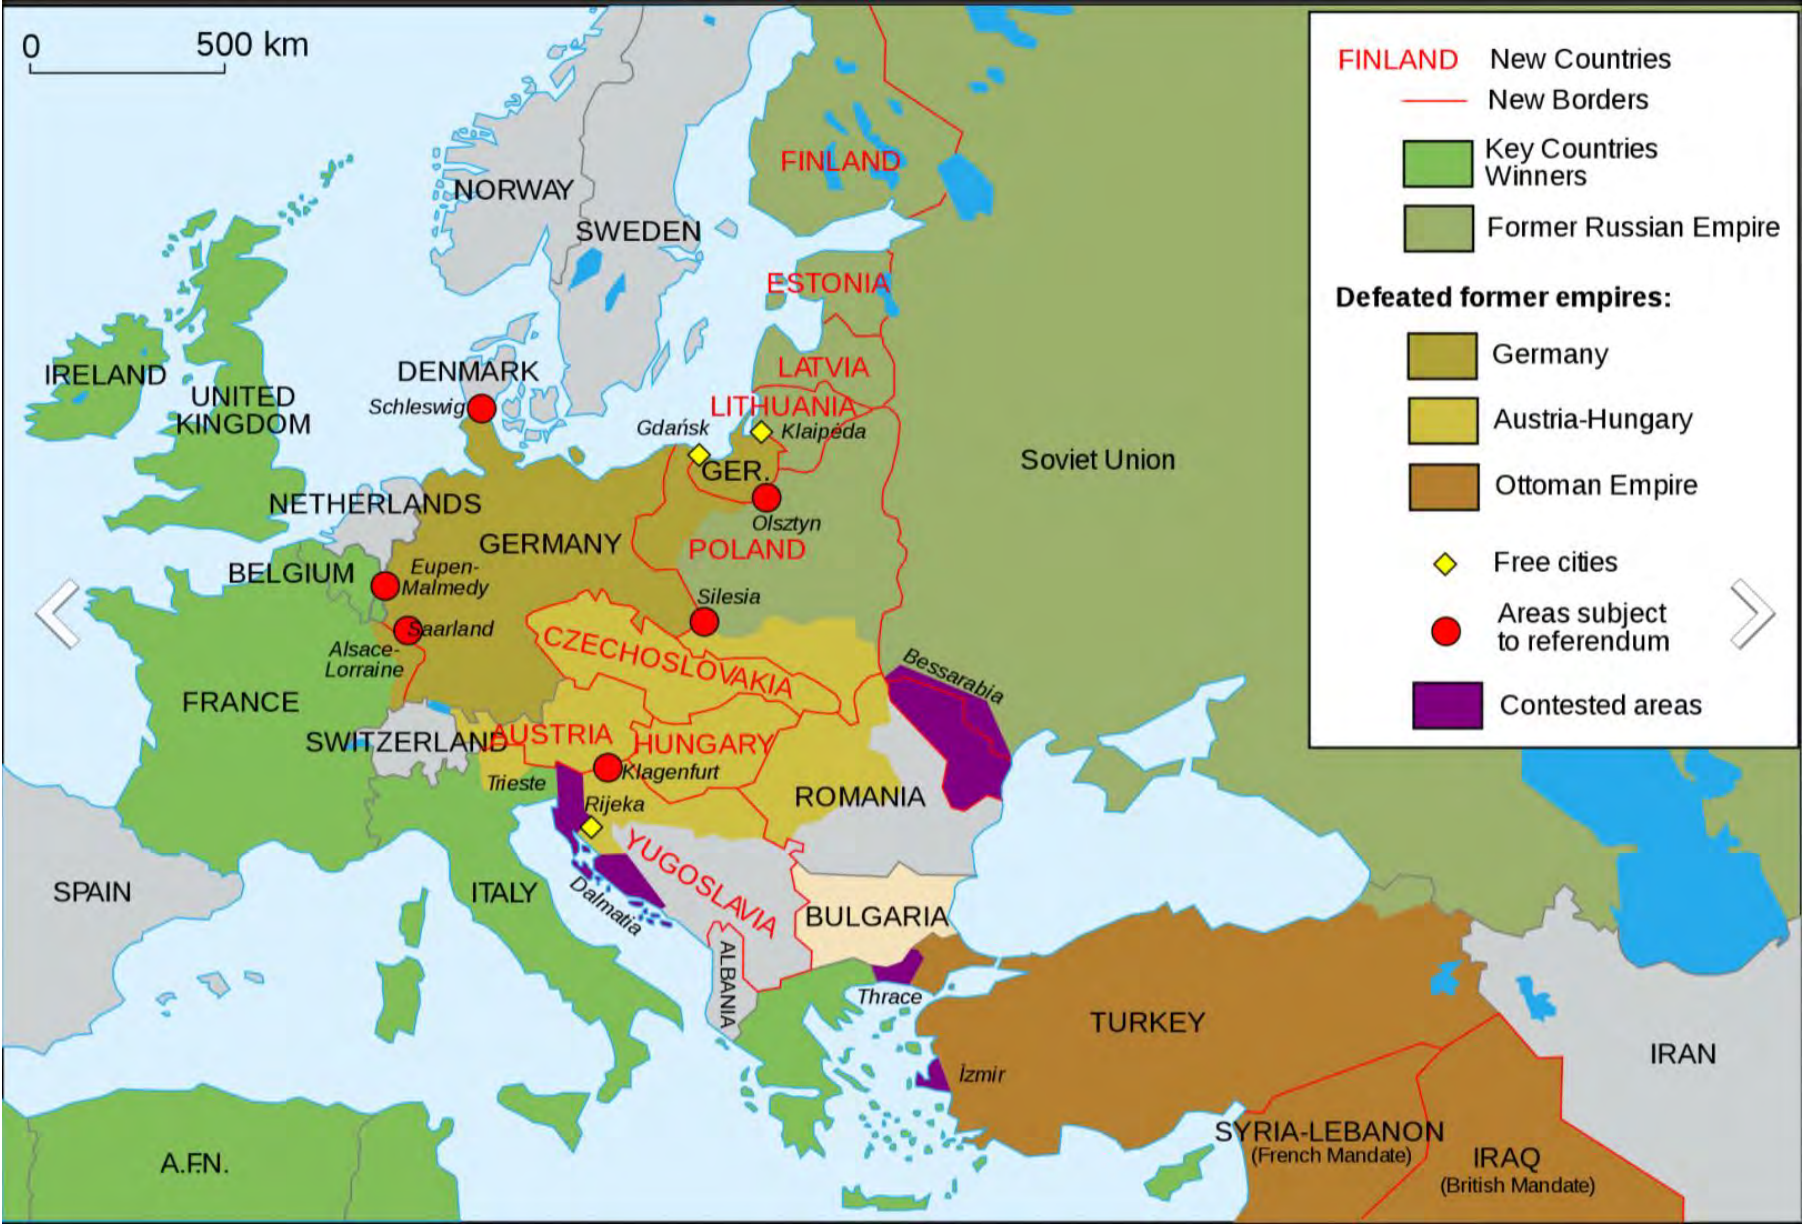 0 500 km
NORWAY
SWEDEN
FINLAND
ESTONIA
LATVIA
LITHUANIA
Klaipėda
Gdańsk
GER.
Olsztyn
IRELAND
UNITED
KINGDOM
DENMARK
Schleswig
NETHERLANDS
GERMANY
POLAND
Soviet Union
BELGIUM
Eupen-
Malmedy
Silesia
Saarland
Alsace-
Lorraine
CZECHOSLOVAKIA
Bessarabia
FRANCE
SWITZERLAND
AUSTRIA
HUNGARY
Klagenfurt
Trieste
Rijeka
ROMANIA
YUGOSLAVIA
SPAIN
ITALY
Dalmatia
BULGARIA
ALBANIA
Thrace
TURKEY
İzmir
IRAN
SYRIA-LEBANON
(French Mandate)
IRAQ
(British Mandate)
A.F.N.
FINLAND New Countries
New Borders
Key Countries
Winners
Former Russian Empire
Defeated former empires:
Germany
Austria-Hungary
Ottoman Empire
Free cities
Areas subject
to referendum
Contested areas